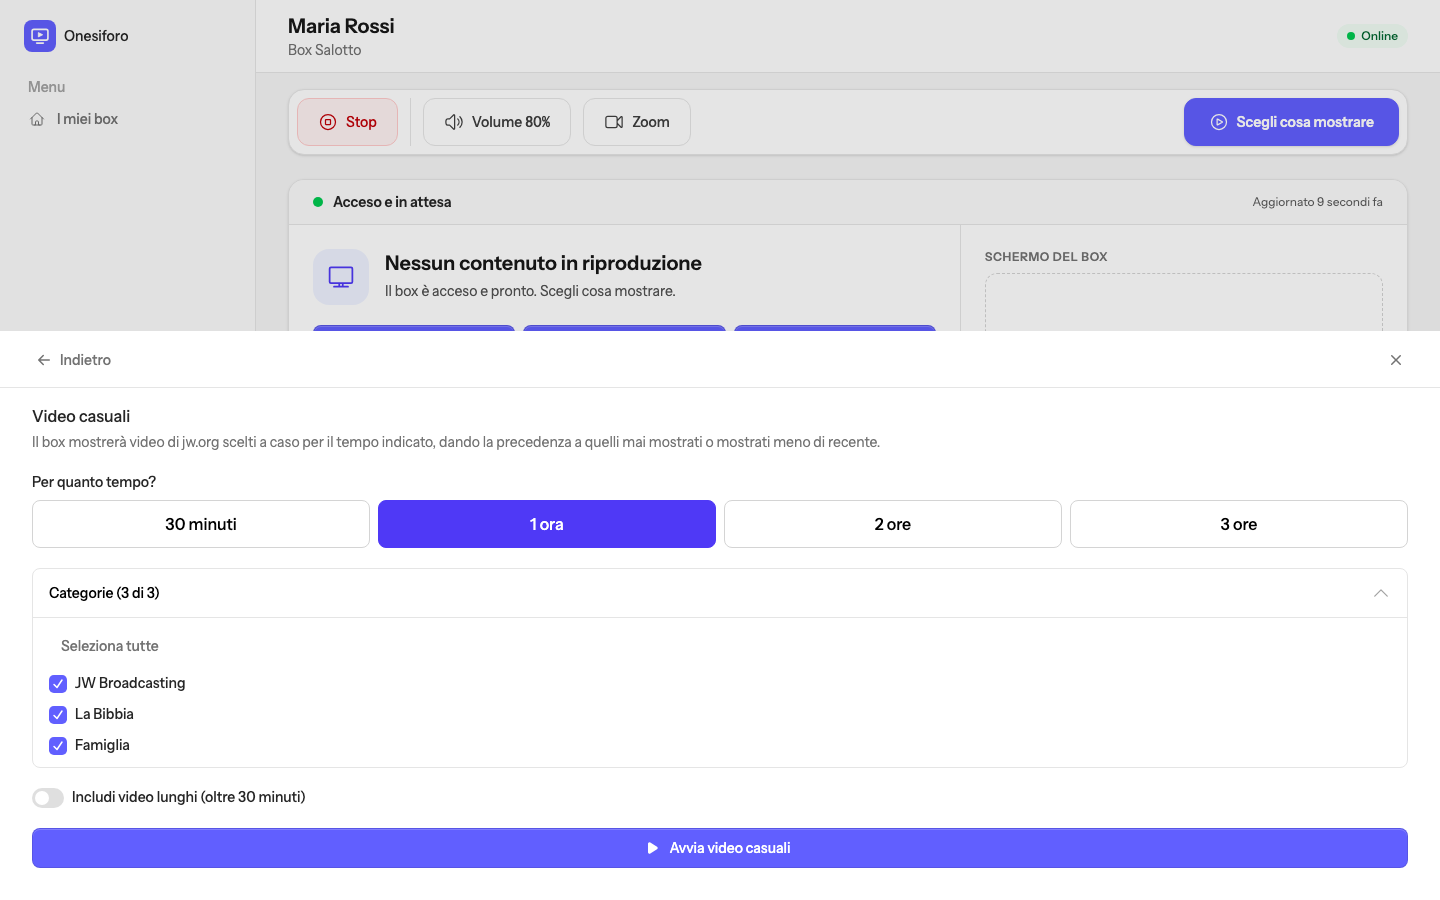 Onesiforo
Menu
I miei box
Maria Rossi
Box Salotto
Online
Stop
Volume 80%
Zoom
Scegli cosa mostrare
Acceso e in attesa
Aggiornato 9 secondi fa
Nessun contenuto in riproduzione
Il box è acceso e pronto. Scegli cosa mostrare.
SCHERMO DEL BOX
Indietro
Video casuali
Il box mostrerà video di jw.org scelti a caso per il tempo indicato, dando la precedenza a quelli mai mostrati o mostrati meno di recente.
Per quanto tempo?
30 minuti
1 ora
2 ore
3 ore
Categorie (3 di 3)
Seleziona tutte
JW Broadcasting
La Bibbia
Famiglia
Includi video lunghi (oltre 30 minuti)
Avvia video casuali